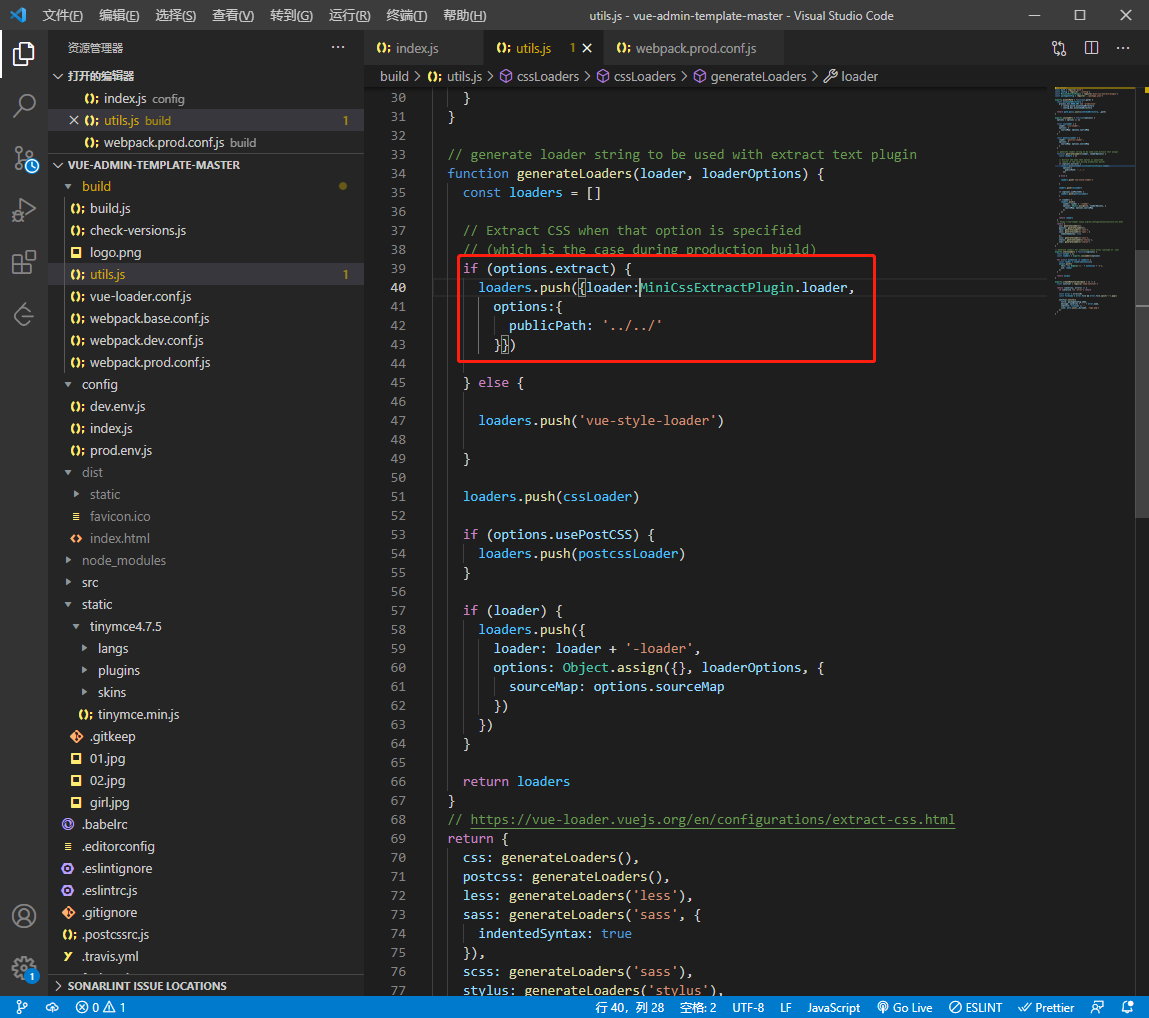 文件(F) 编辑(E) 选择(S) 查看(V) 转到(G) 运行(R) 终端(T) 帮助(H) utils.js - vue-admin-template-master - Visual Studio Code
资源管理器
打开的编辑器
index.js config
utils.js build 1
webpack.prod.conf.js build
VUE-ADMIN-TEMPLATE-MASTER
build
build.js
check-versions.js
logo.png
utils.js 1
vue-loader.conf.js
webpack.base.conf.js
webpack.dev.conf.js
webpack.prod.conf.js
config
dev.env.js
index.js
prod.env.js
dist
static
favicon.ico
index.html
node_modules
src
static
tinymce4.7.5
langs
plugins
skins
tinymce.min.js
.gitkeep
01.jpg
02.jpg
girl.jpg
.babelrc
.editorconfig
.eslintignore
.eslintrc.js
.gitignore
.postcssrc.js
.travis.yml
SONARLINT ISSUE LOCATIONS
index.js utils.js 1 webpack.prod.conf.js
build > utils.js > cssLoaders > cssLoaders > generateLoaders > loader
30 }
31 }
32
33 // generate loader string to be used with extract text plugin
34 function generateLoaders(loader, loaderOptions) {
35 const loaders = []
36
37 // Extract CSS when that option is specified
38 // (which is the case during production build)
39 if (options.extract) {
40 loaders.push({loader:MiniCssExtractPlugin.loader,
41 options:{
42 publicPath: '../../'
43 }})
44
45 } else {
46
47 loaders.push('vue-style-loader')
48
49 }
50
51 loaders.push(cssLoader)
52
53 if (options.usePostCSS) {
54 loaders.push(postcssLoader)
55 }
56
57 if (loader) {
58 loaders.push({
59 loader: loader + '-loader',
60 options: Object.assign({}, loaderOptions, {
61 sourceMap: options.sourceMap
62 })
63 })
64 }
65
66 return loaders
67 }
68 // https://vue-loader.vuejs.org/en/configurations/extract-css.html
69 return {
70 css: generateLoaders(),
71 postcss: generateLoaders(),
72 less: generateLoaders('less'),
73 sass: generateLoaders('sass', {
74 indentedSyntax: true
75 }),
76 scss: generateLoaders('sass'),
77 stylus: generateLoaders('stylus'),
1
0 1 行 40，列 28 空格: 2 UTF-8 LF JavaScript Go Live ESLINT Prettier